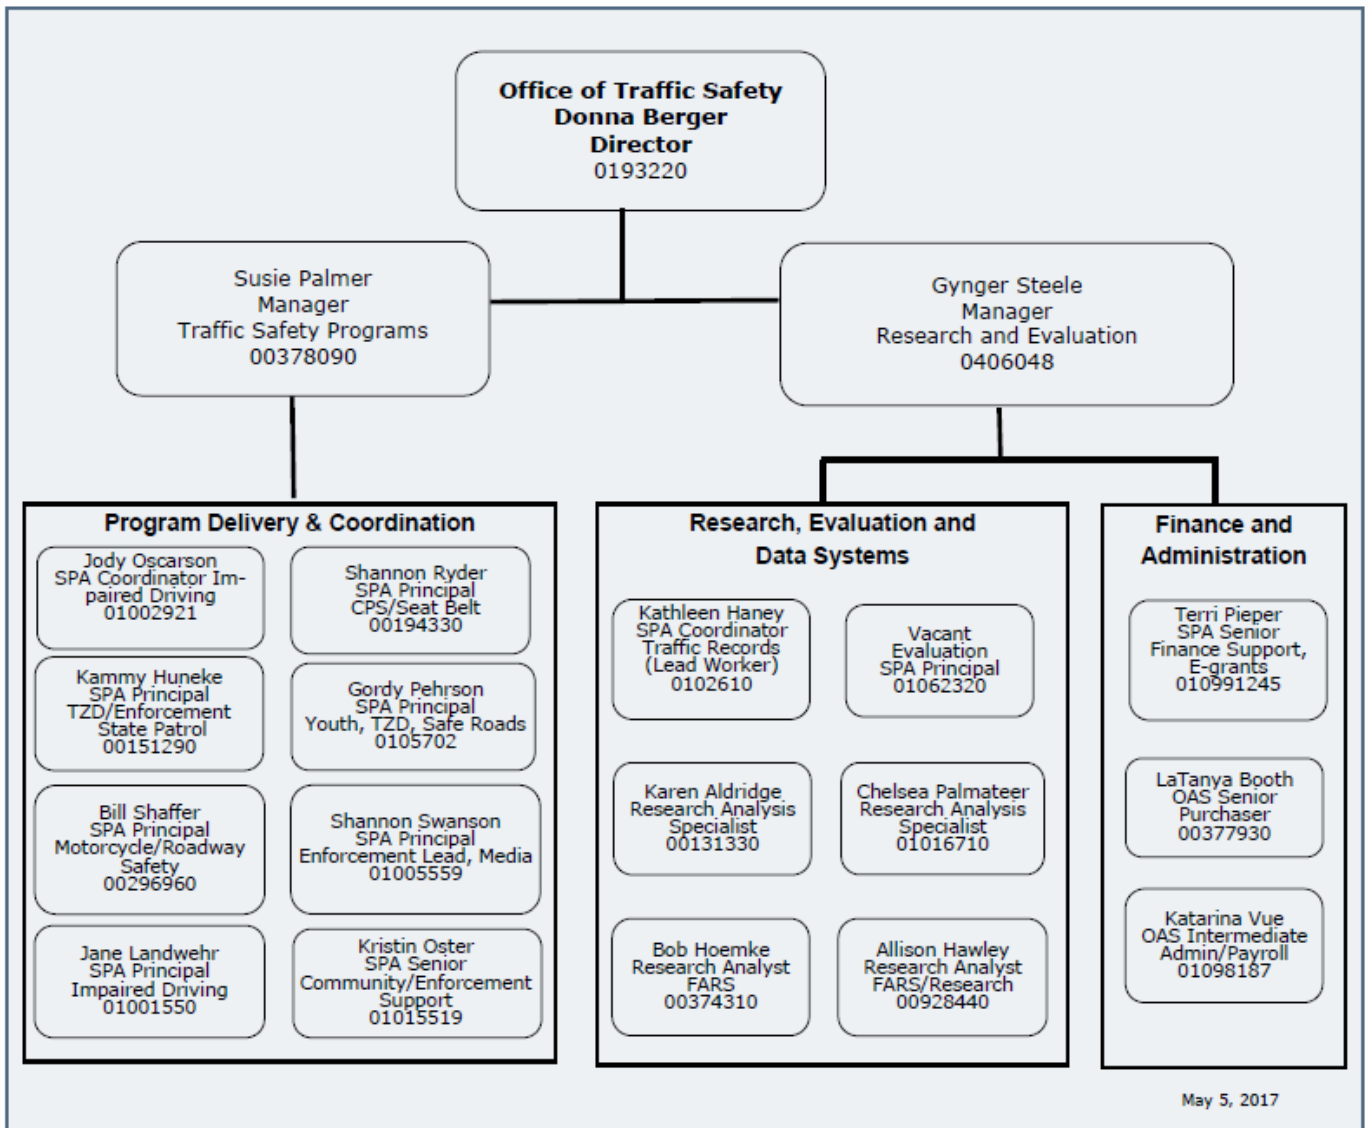 Office of Traffic Safety
Donna Berger
Director
0193220
Susie Palmer
Manager
Traffic Safety Programs
00378090
Gynger Steele
Manager
Research and Evaluation
0406048
Program Delivery & Coordination
Jody Oscarson
SPA Coordinator Im-
paired Driving
01002921
Shannon Ryder
SPA Principal
CPS/Seat Belt
00194330
Kammy Huneke
SPA Principal
TZD/Enforcement
State Patrol
00151290
Gordy Pehrson
SPA Principal
Youth, TZD, Safe Roads
0105702
Bill Shaffer
SPA Principal
Motorcycle/Roadway
Safety
00296960
Shannon Swanson
SPA Principal
Enforcement Lead, Media
01005559
Jane Landwehr
SPA Principal
Impaired Driving
01001550
Kristin Oster
SPA Senior
Community/Enforcement
Support
01015519
Research, Evaluation and
Data Systems
Kathleen Haney
SPA Coordinator
Traffic Records
(Lead Worker)
0102610
Vacant
Evaluation
SPA Principal
01062320
Karen Aldridge
Research Analysis
Specialist
00131330
Chelsea Palmateer
Research Analysis
Specialist
01016710
Bob Hoemke
Research Analyst
FARS
00374310
Allison Hawley
Research Analyst
FARS/Research
00928440
Finance and
Administration
Terri Pieper
SPA Senior
Finance Support,
E-grants
010991245
LaTanya Booth
OAS Senior
Purchaser
00377930
Katarina Vue
OAS Intermediate
Admin/Payroll
01098187
May 5, 2017